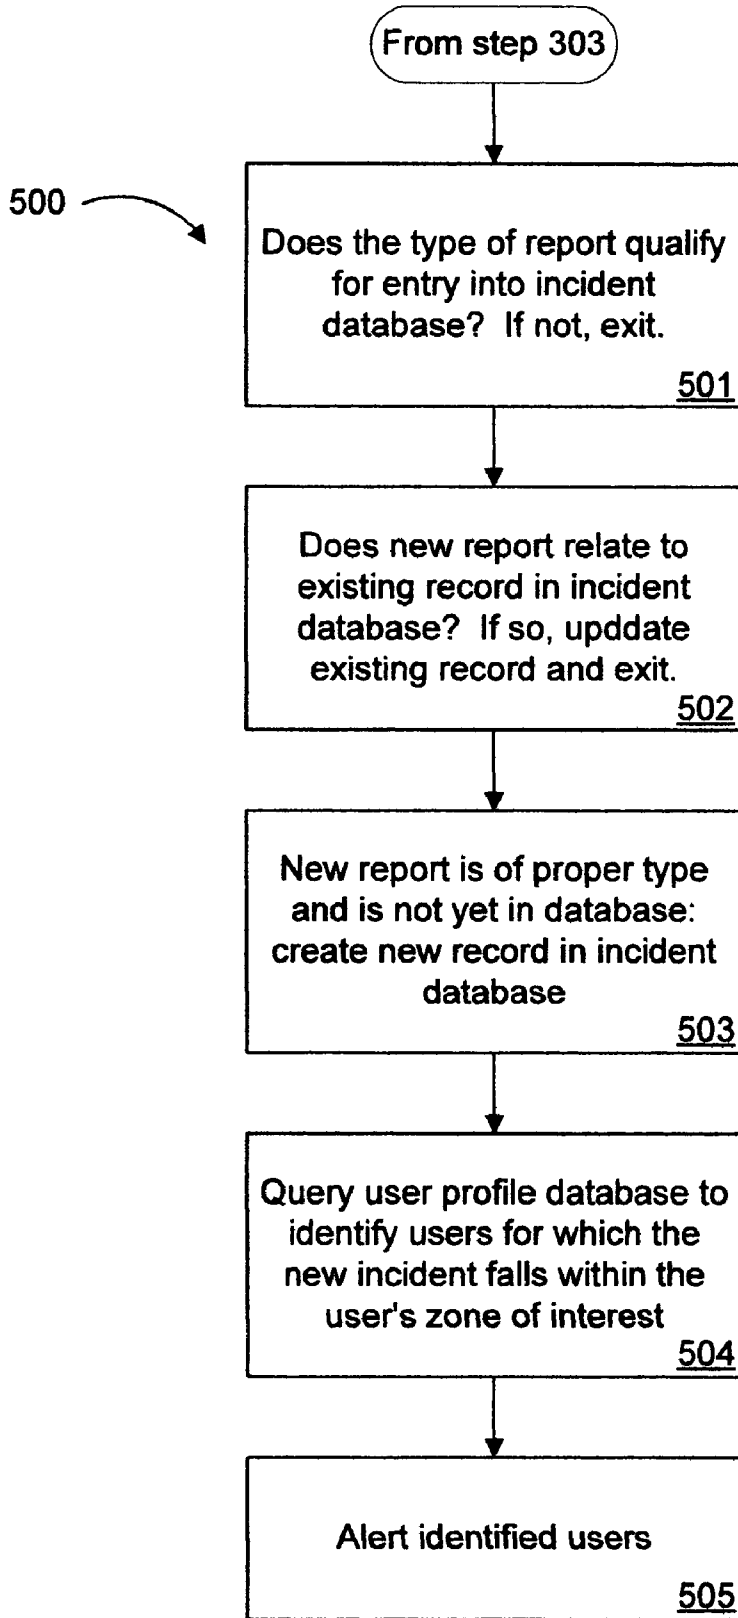 From step 303
500
Does the type of report qualify
for entry into incident
database? If not, exit.
501
Does new report relate to
existing record in incident
database? If so, upddate
existing record and exit.
502
New report is of proper type
and is not yet in database:
create new record in incident
database
503
Query user profile database to
identify users for which the
new incident falls within the
user's zone of interest
504
Alert identified users
505